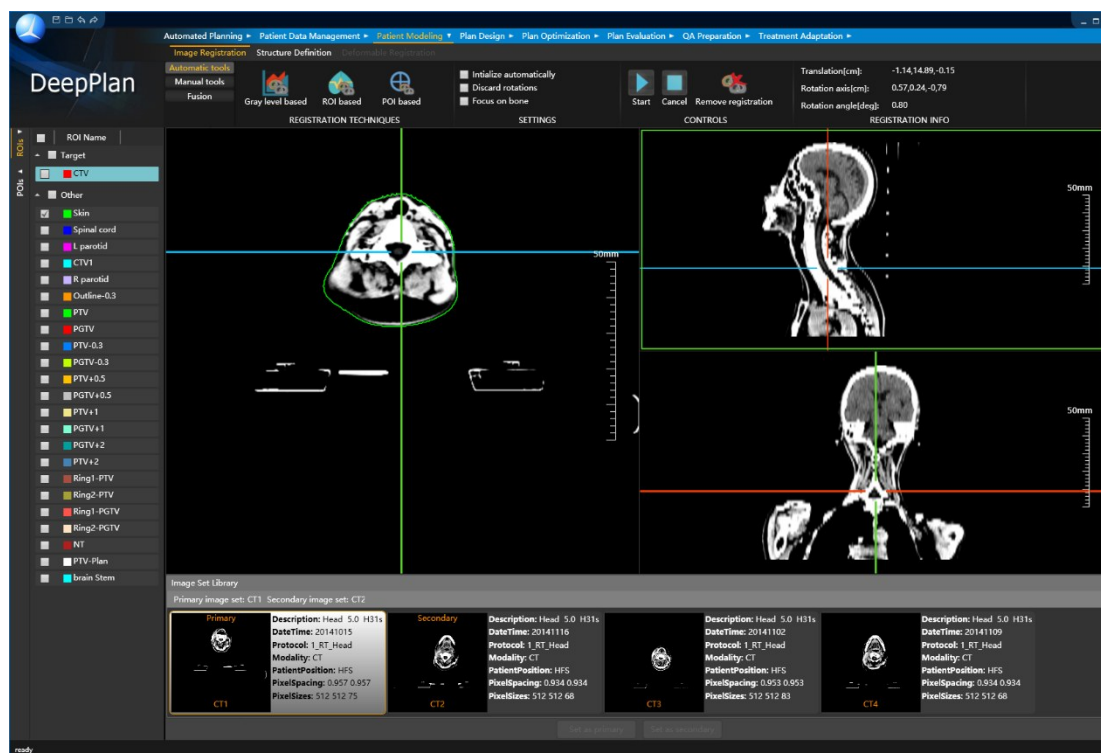 Automated Planning Patient Data Management Patient Modeling Plan Design Plan Optimization Plan Evaluation QA Preparation Treatment Adaptation
Image Registration Structure Definition Deformable Registration
DeepPlan
Automatic tools
Manual tools
Fusion
Gray level based ROI based POI based
REGISTRATION TECHNIQUES
Intialize automatically
Discard rotations
Focus on bone
SETTINGS
Start Cancel Remove registration
CONTROLS
Translation[cm]: -1.14,14.89,-0.15
Rotation axis[cm]: 0.57,0.24,-0,79
Rotation angle[deg]: 0.80
REGISTRATION INFO
ROIs
POIs
ROI Name
Target
CTV
Other
Skin
Spinal cord
L parotid
CTV1
R parotid
Outline-0.3
PTV
PGTV
PTV-0.3
PGTV-0.3
PTV+0.5
PGTV+0.5
PTV+1
PGTV+1
PGTV+2
PTV+2
Ring1-PTV
Ring2-PTV
Ring1-PGTV
Ring2-PGTV
NT
PTV-Plan
brain Stem
50mm
50mm
50mm
Image Set Library
Primary image set: CT1 Secondary image set: CT2
Primary
CT1
Description: Head 5.0 H31s
DateTime: 20141015
Protocol: 1_RT_Head
Modality: CT
PatientPosition: HFS
PixelSpacing: 0.957 0.957
PixelSizes: 512 512 75
Secondary
CT2
Description: Head 5.0 H31s
DateTime: 20141116
Protocol: 1_RT_Head
Modality: CT
PatientPosition: HFS
PixelSpacing: 0.934 0.934
PixelSizes: 512 512 68
CT3
Description: Head 5.0 H31s
DateTime: 20141102
Protocol: 1_RT_Head
Modality: CT
PatientPosition: HFS
PixelSpacing: 0.953 0.953
PixelSizes: 512 512 83
CT4
Description: Head 5.0 H31s
DateTime: 20141109
Protocol: 1_RT_Head
Modality: CT
PatientPosition: HFS
PixelSpacing: 0.934 0.934
PixelSizes: 512 512 68
Set as primary Set as secondary
ready